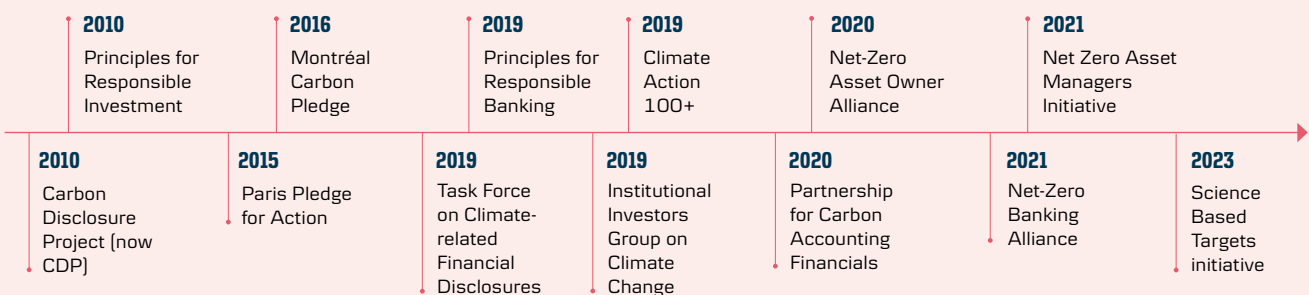 2010
Principles for
Responsible
Investment
2016
Montréal
Carbon
Pledge
2019
Principles for
Responsible
Banking
2019
Climate
Action
100+
2020
Net-Zero
Asset Owner
Alliance
2021
Net Zero Asset
Managers
Initiative
2010
Carbon
Disclosure
Project (now
CDP)
2015
Paris Pledge
for Action
2019
Task Force
on Climate-
related
Financial
Disclosures
2019
Institutional
Investors
Group on
Climate
Change
2020
Partnership
for Carbon
Accounting
Financials
2021
Net-Zero
Banking
Alliance
2023
Science
Based
Targets
initiative